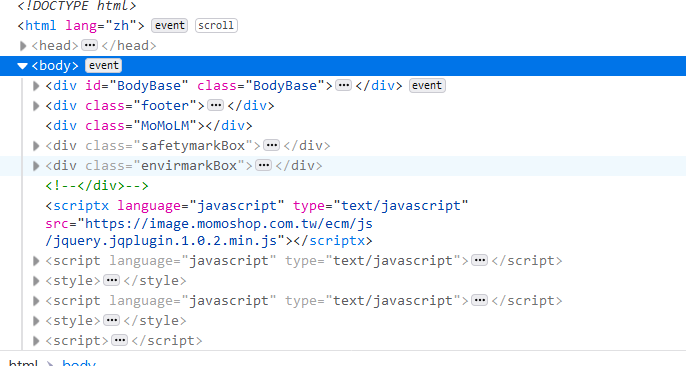 <!DOCTYPE html>
<html lang="zh"> event scroll
<head>···</head>
<body> event
<div id="BodyBase" class="BodyBase">···</div> event
<div class="footer">···</div>
<div class="MoMoLM"></div>
<div class="safetymarkBox">···</div>
<div class="envirmarkBox">···</div>
<!--</div>-->
<scriptx language="javascript" type="text/javascript"
src="https://image.momoshop.com.tw/ecm/js
/jquery.jqplugin.1.0.2.min.js"></scriptx>
<script language="javascript" type="text/javascript">···</script>
<style>···</style>
<script language="javascript" type="text/javascript">···</script>
<style>···</style>
<script>···</script>
html > body